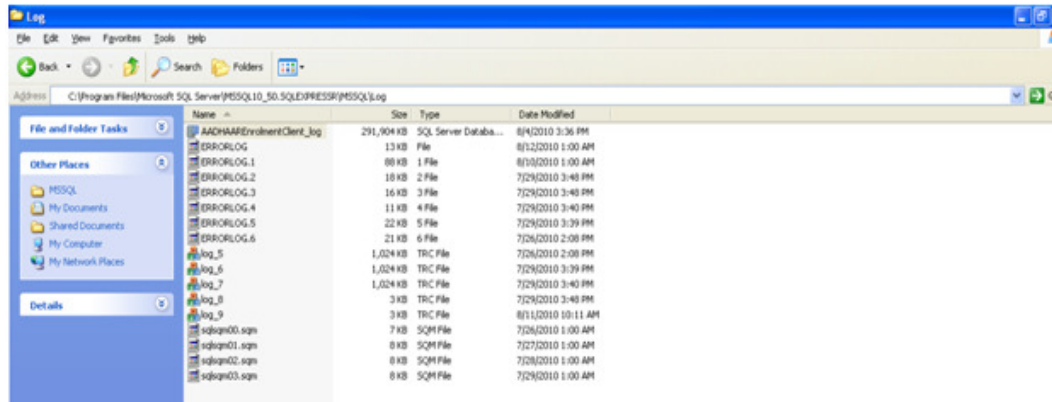 Log
File Edit View Favorites Tools Help
Back Search Folders
Address C:\Program Files\Microsoft SQL Server\MSSQL10_50.SQLEXPRESSR\MSSQL\Log
Name Size Type Date Modified
File and Folder Tasks
Other Places
MSSQL
My Documents
Shared Documents
My Computer
My Network Places
Details
AADHAAREnrolmentClient_log 291,904 KB SQL Server Databa... 8/4/2010 3:36 PM
ERRORLOG 13 KB File 8/12/2010 1:00 AM
ERRORLOG.1 88 KB 1 File 8/10/2010 1:00 AM
ERRORLOG.2 18 KB 2 File 7/29/2010 3:48 PM
ERRORLOG.3 16 KB 3 File 7/29/2010 3:48 PM
ERRORLOG.4 11 KB 4 File 7/29/2010 3:40 PM
ERRORLOG.5 22 KB 5 File 7/29/2010 3:39 PM
ERRORLOG.6 21 KB 6 File 7/26/2010 2:08 PM
log_5 1,024 KB TRC File 7/26/2010 2:08 PM
log_6 1,024 KB TRC File 7/29/2010 3:39 PM
log_7 1,024 KB TRC File 7/29/2010 3:40 PM
log_8 3 KB TRC File 7/29/2010 3:48 PM
log_9 3 KB TRC File 8/11/2010 10:11 AM
sqlsqm00.sqm 7 KB SQM File 7/26/2010 1:00 AM
sqlsqm01.sqm 8 KB SQM File 7/27/2010 1:00 AM
sqlsqm02.sqm 8 KB SQM File 7/28/2010 1:00 AM
sqlsqm03.sqm 8 KB SQM File 7/29/2010 1:00 AM